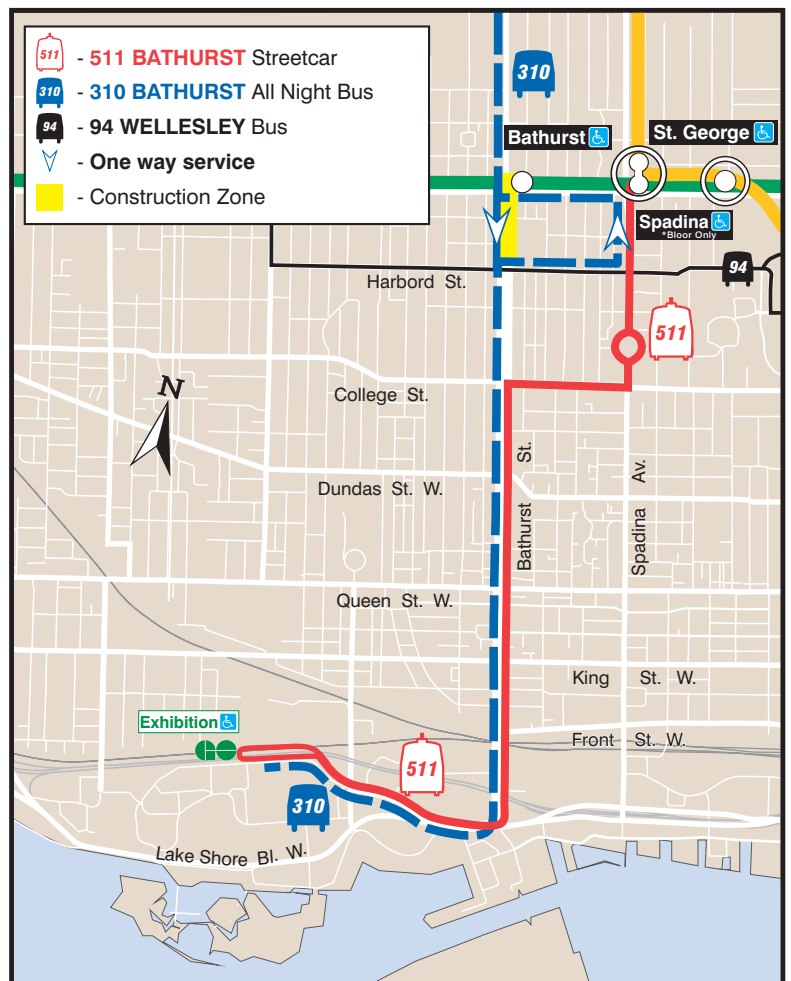 511 - 511 BATHURST Streetcar
310 - 310 BATHURST All Night Bus
94 - 94 WELLESLEY Bus
- One way service
- Construction Zone
310
Bathurst
St. George
Spadina
*Bloor Only
94
Harbord St.
511
College St.
Bathurst St.
Spadina Av.
N
Dundas St. W.
Queen St. W.
King St. W.
Exhibition
Front St. W.
511
310
Lake Shore Bl. W.